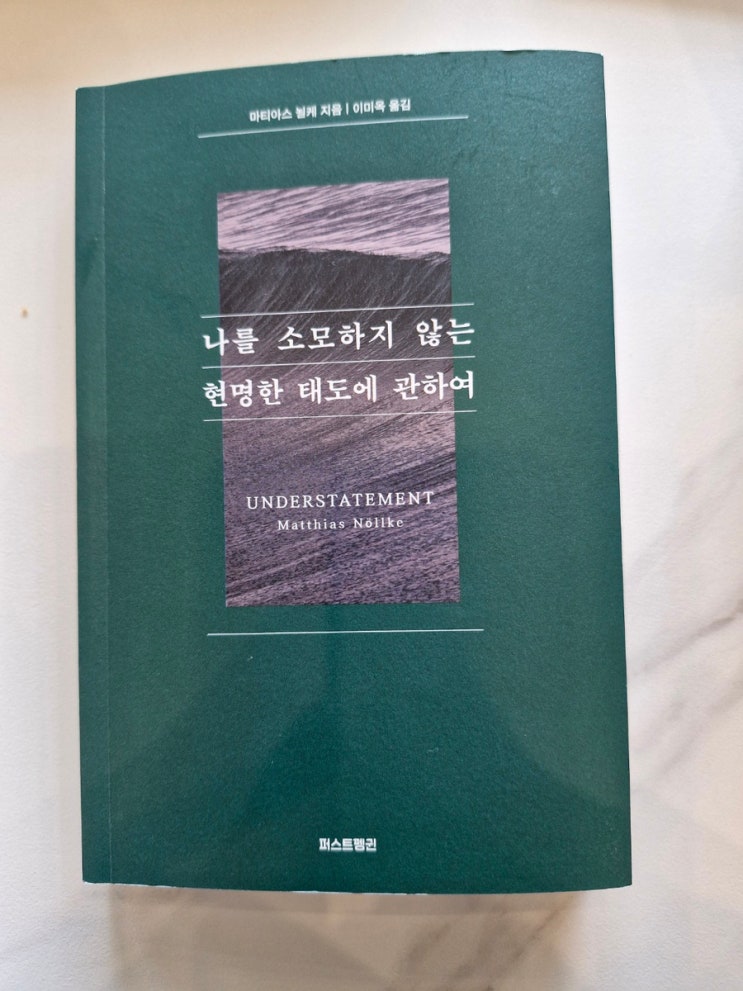 마티아스 뇔케 지음 | 이미옥 옮김
나를 소모하지 않는
현명한 태도에 관하여
UNDERSTATEMENT
Matthias Nöllke
퍼스트펭귄